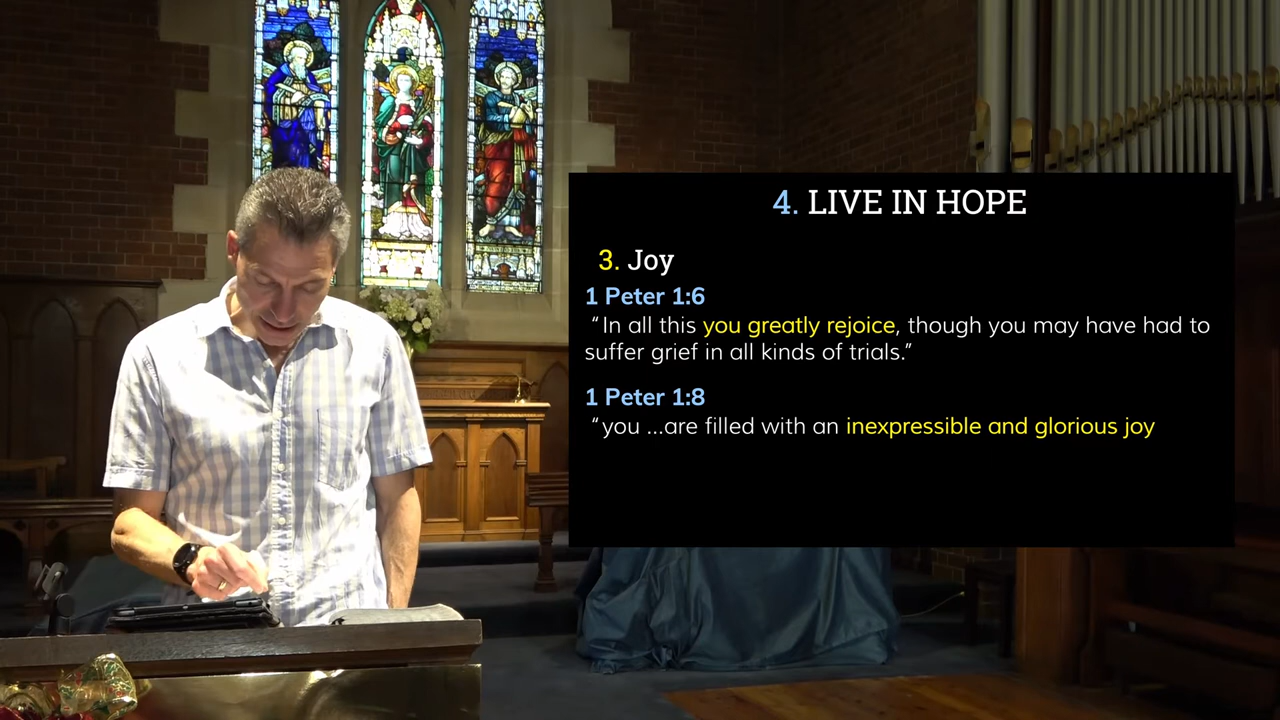 4. LIVE IN HOPE
3. Joy
1 Peter 1:6
“In all this you greatly rejoice, though you may have had to
suffer grief in all kinds of trials.”
1 Peter 1:8
“you ...are filled with an inexpressible and glorious joy